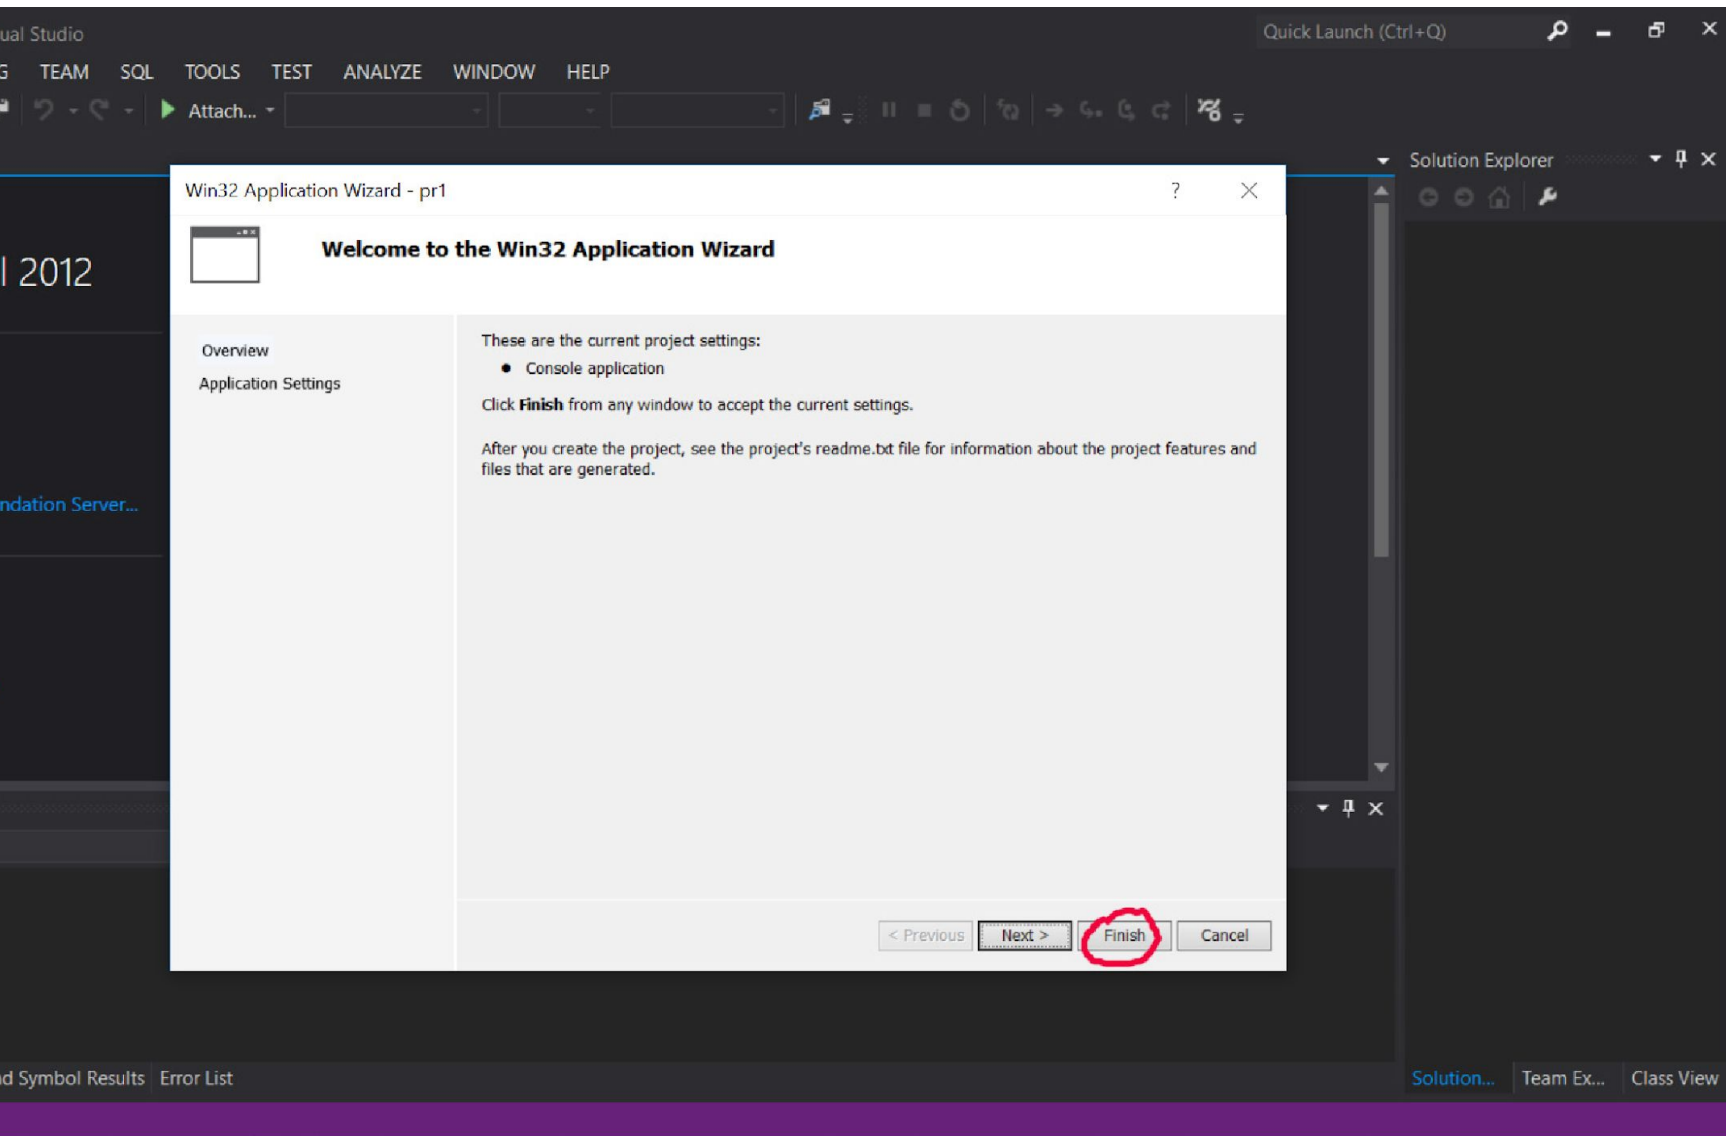 ual Studio
Quick Launch (Ctrl+Q)
G TEAM SQL TOOLS TEST ANALYZE WINDOW HELP
Attach...
Solution Explorer
Win32 Application Wizard - pr1
Welcome to the Win32 Application Wizard
l 2012
Overview
Application Settings
These are the current project settings:
Console application
Click Finish from any window to accept the current settings.
After you create the project, see the project's readme.txt file for information about the project features and
files that are generated.
ndation Server...
< Previous Next > Finish Cancel
nd Symbol Results Error List
Solution... Team Ex... Class View